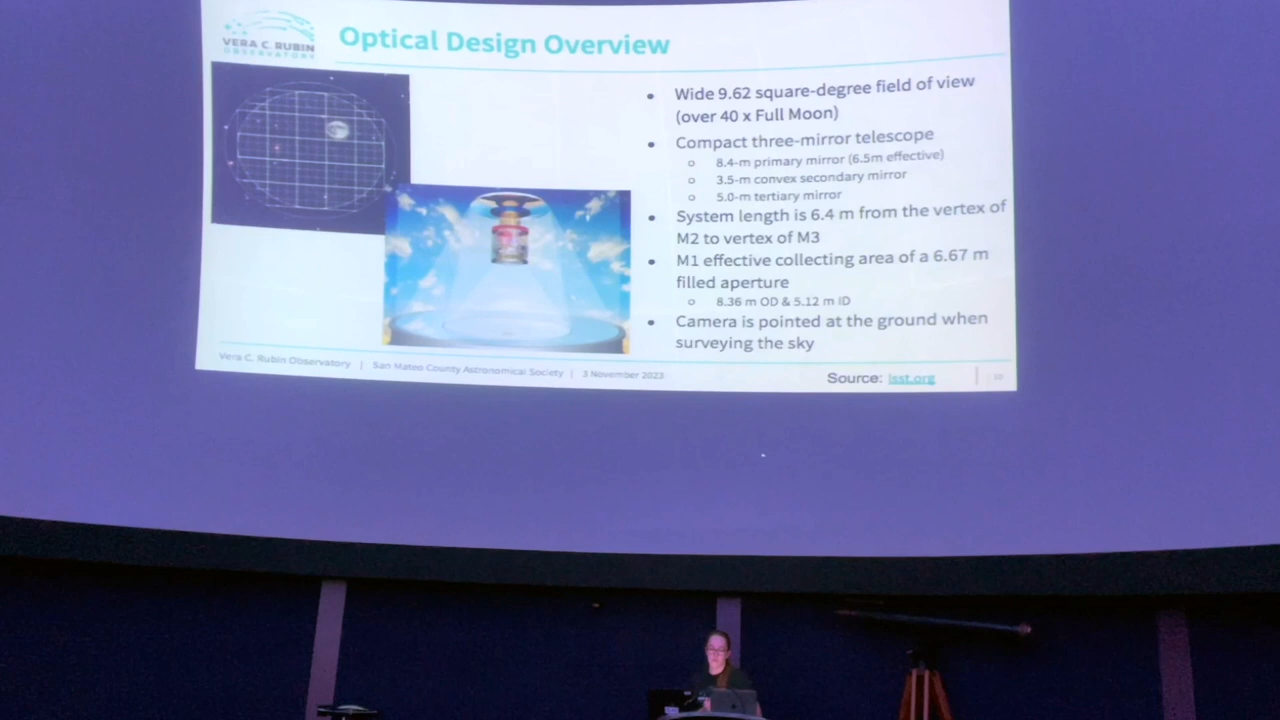 VERA C. RUBIN
OBSERVATORY
Optical Design Overview
• Wide 9.62 square-degree field of view
(over 40 x Full Moon)
• Compact three-mirror telescope
○ 8.4-m primary mirror (6.5m effective)
○ 3.5-m convex secondary mirror
○ 5.0-m tertiary mirror
• System length is 6.4 m from the vertex of
M2 to vertex of M3
• M1 effective collecting area of a 6.67 m
filled aperture
○ 8.36 m OD & 5.12 m ID
• Camera is pointed at the ground when
surveying the sky
Vera C. Rubin Observatory | San Mateo County Astronomical Society | 3 November 2023
Source: lsst.org